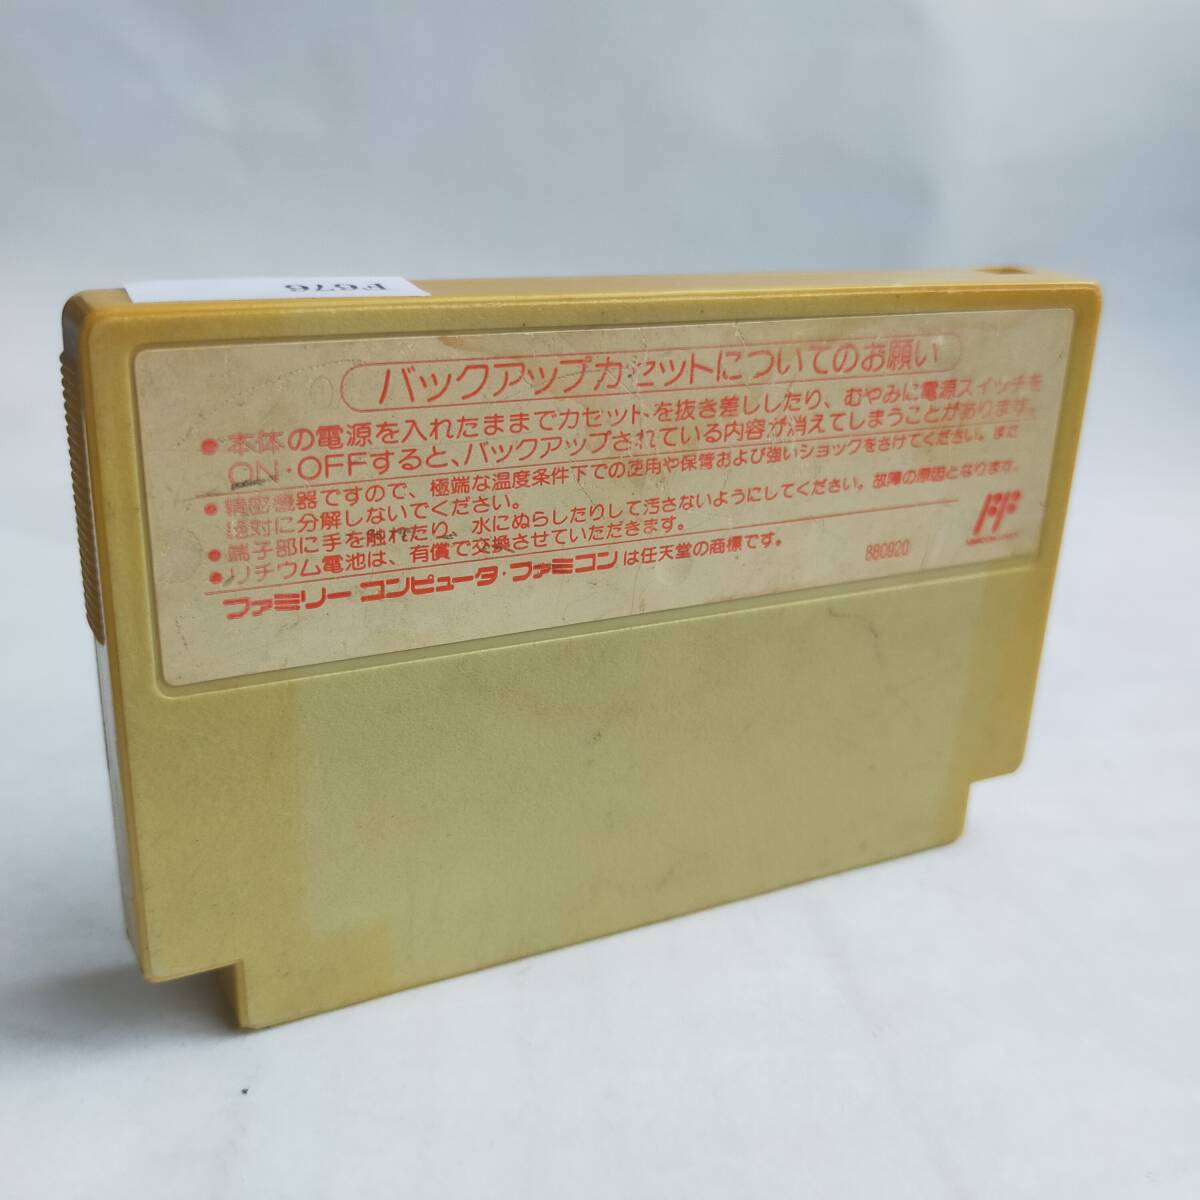 F676
バックアップカセットについてのお願い
●本体の電源を入れたままでカセットを抜き差ししたり、むやみに電源スイッチを
ON・OFFすると、バックアップされている内容が消えてしまうことがあります。
●精密機器ですので、極端な温度条件下での使用や保管および強いショックをさけてください。また
絶対に分解しないでください。
●端子部に手を触れたり、水にぬらしたりして汚さないようにしてください。故障の原因となります。
●リチウム電池は、有償で交換させていただきます。
ファミリーコンピュータ・ファミコンは任天堂の商標です。
880920
FF